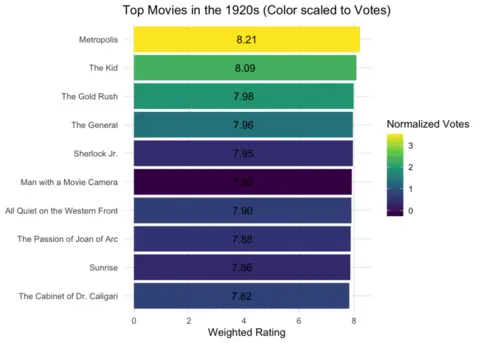 Top Movies in the 1920s (Color scaled to Votes)
Metropolis 8.21
The Kid 8.09
The Gold Rush 7.98
The General 7.96
Sherlock Jr. 7.95
Man with a Movie Camera 7.92
All Quiet on the Western Front 7.90
The Passion of Joan of Arc 7.88
Sunrise 7.86
The Cabinet of Dr. Caligari 7.82
0 2 4 6 8
Weighted Rating
Normalized Votes
3
2
1
0